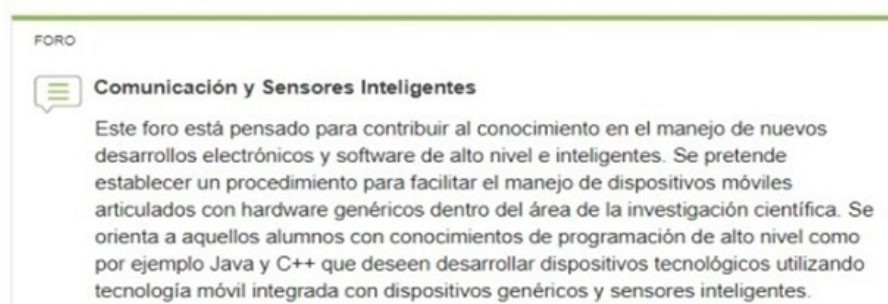 FORO
Comunicación y Sensores Inteligentes
Este foro está pensado para contribuir al conocimiento en el manejo de nuevos
desarrollos electrónicos y software de alto nivel e inteligentes. Se pretende
establecer un procedimiento para facilitar el manejo de dispositivos móviles
articulados con hardware genéricos dentro del área de la investigación científica. Se
orienta a aquellos alumnos con conocimientos de programación de alto nivel como
por ejemplo Java y C++ que deseen desarrollar dispositivos tecnológicos utilizando
tecnología móvil integrada con dispositivos genéricos y sensores inteligentes.